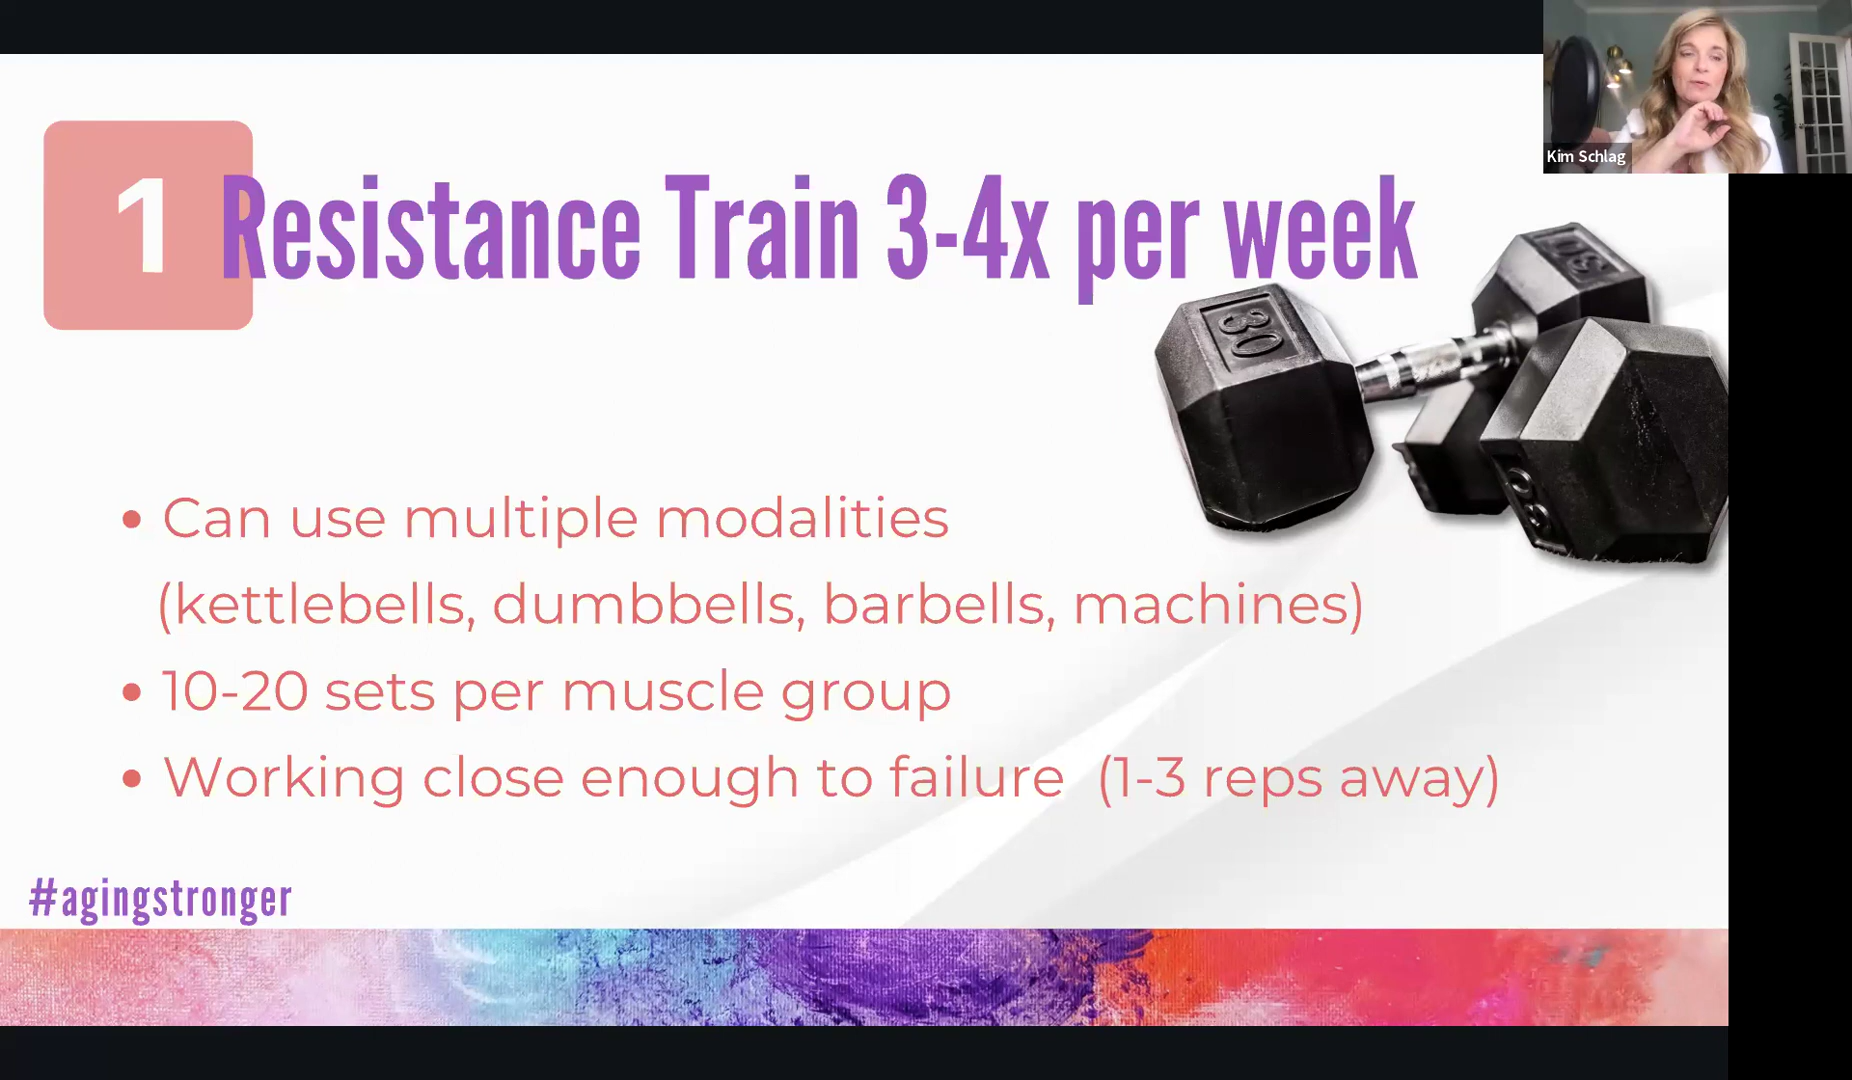 Kim Schlag
1
Resistance Train 3-4x per week
30
30
• Can use multiple modalities
(kettlebells, dumbbells, barbells, machines)
• 10-20 sets per muscle group
• Working close enough to failure (1-3 reps away)
#agingstronger